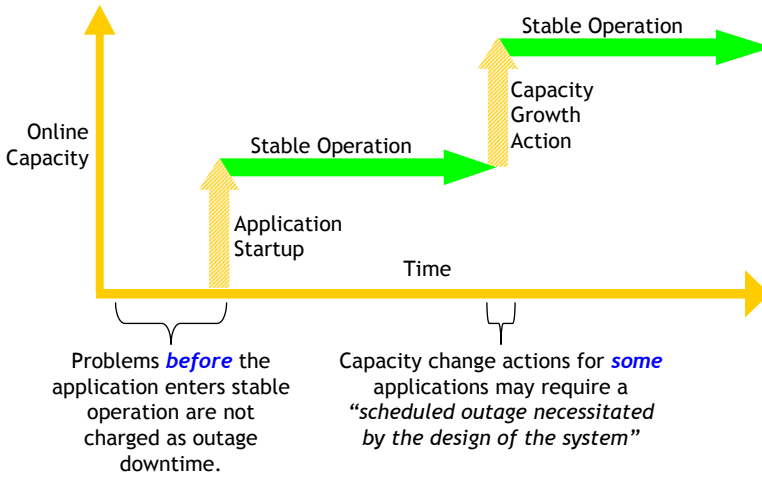 Stable Operation
Capacity
Growth
Action
Online
Capacity
Stable Operation
Application
Startup
Time
Problems before the
application enters stable
operation are not
charged as outage
downtime.
Capacity change actions for some
applications may require a
“scheduled outage necessitated
by the design of the system”